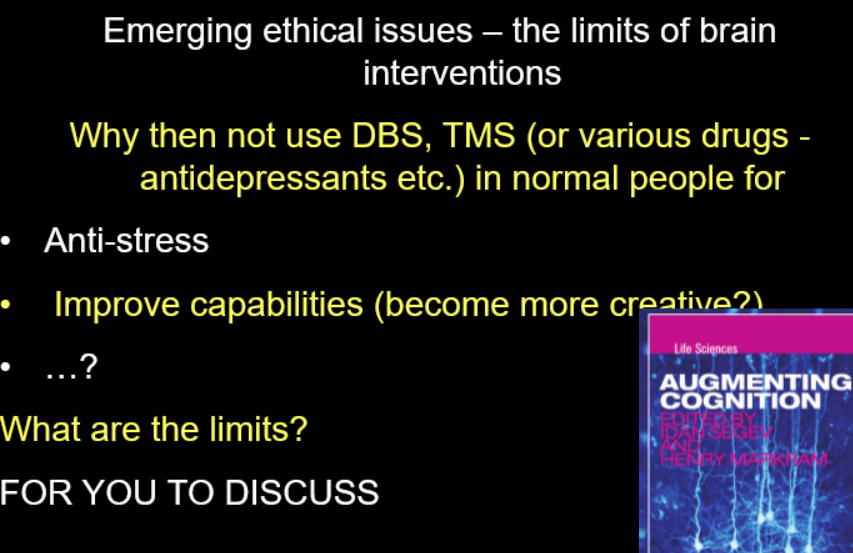 Emerging ethical issues – the limits of brain
interventions
Why then not use DBS, TMS (or various drugs -
antidepressants etc.) in normal people for
• Anti-stress
• Improve capabilities (become more creative?)
• …?
What are the limits?
FOR YOU TO DISCUSS
Life Sciences
AUGMENTING
COGNITION
EDITED BY
IDAN SEGEV
AND
HENRY MARKRAM